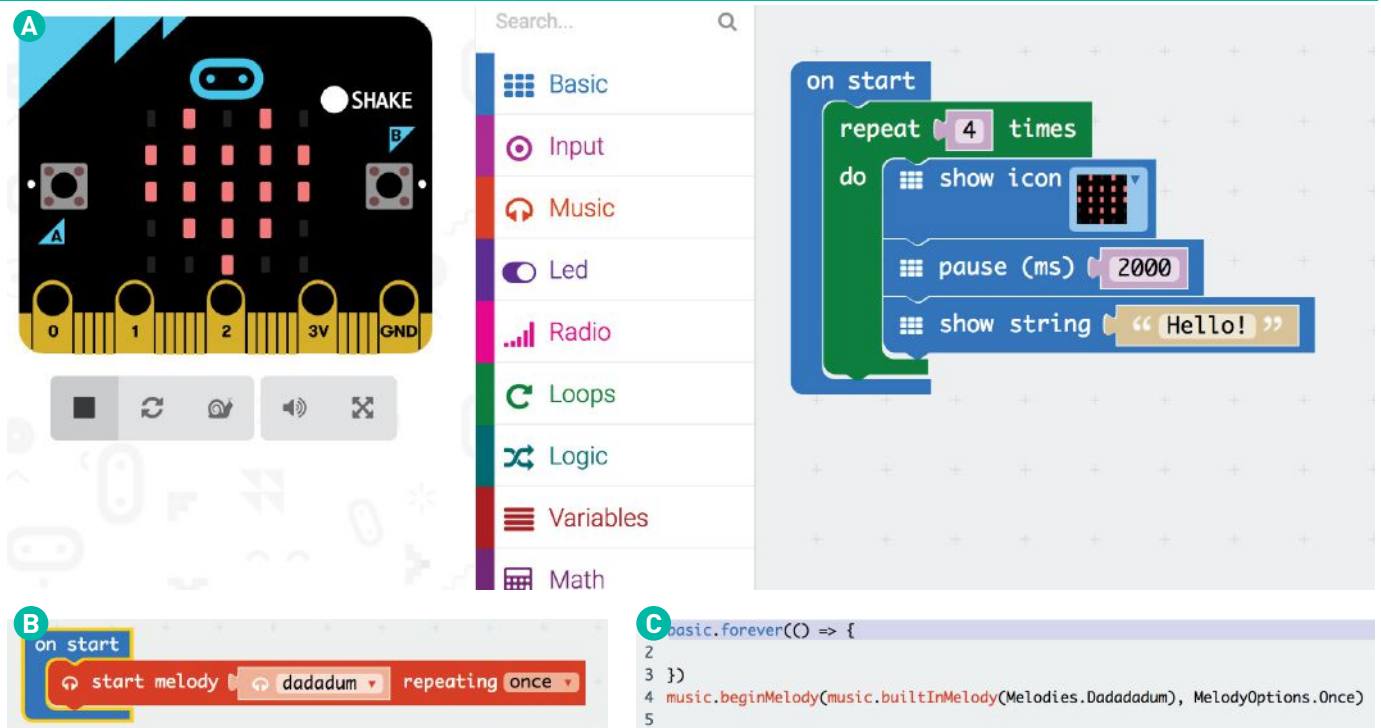 A
Search...
SHAKE
B
A
0 1 2 3V GND
Basic
Input
Music
Led
Radio
Loops
Logic
Variables
Math
on start
repeat 4 times
do show icon
pause (ms) 2000
show string “ Hello! ”
B
on start
start melody dadadum repeating once
C
basic.forever(() => {
2
3 })
4 music.beginMelody(music.builtInMelody(Melodies.Dadadadum), MelodyOptions.Once)
5